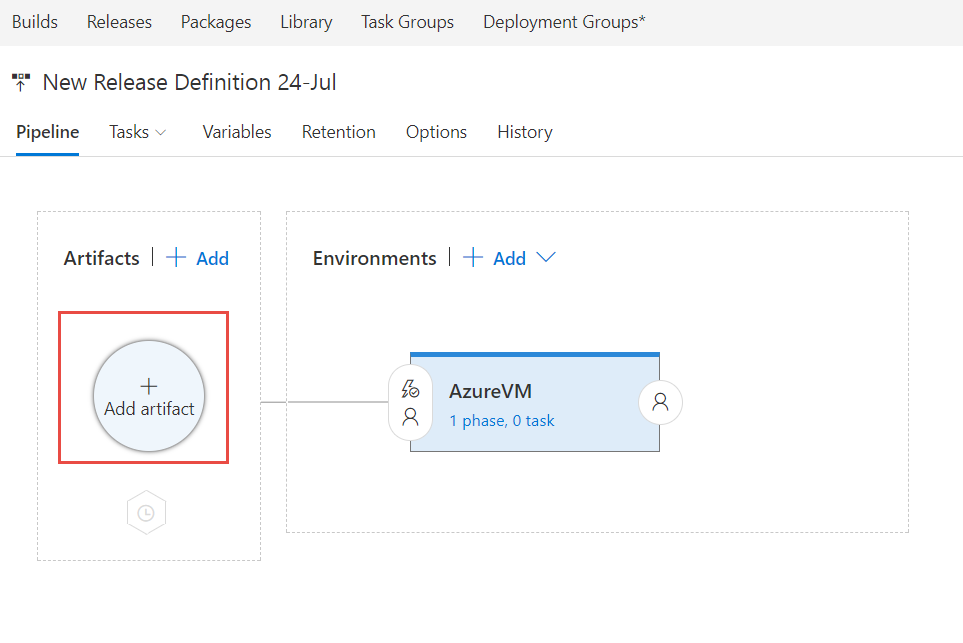 Builds Releases Packages Library Task Groups Deployment Groups*
New Release Definition 24-Jul
Pipeline Tasks Variables Retention Options History
Artifacts | + Add
Environments | + Add
+
Add artifact
AzureVM
1 phase, 0 task